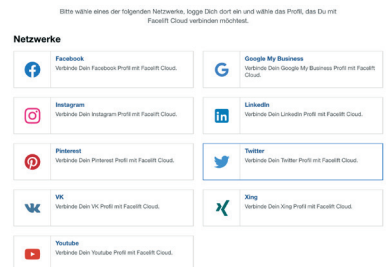 Bitte wähle eines der folgenden Netzwerke, logge Dich dort ein und wähle das Profil, das Du mit
Facelift Cloud verbinden möchtest.
Netzwerke
Facebook
Verbinde Dein Facebook Profil mit Facelift Cloud.
Google My Business
Verbinde Dein Google My Business Profil mit Facelift
Cloud.
Instagram
Verbinde Dein Instagram Profil mit Facelift Cloud.
LinkedIn
Verbinde Dein LinkedIn Profil mit Facelift Cloud.
Pinterest
Verbinde Dein Pinterest Profil mit Facelift Cloud.
Twitter
Verbinde Dein Twitter Profil mit Facelift Cloud.
VK
Verbinde Dein VK Profil mit Facelift Cloud.
Xing
Verbinde Dein Xing Profil mit Facelift Cloud.
Youtube
Verbinde Dein Youtube Profil mit Facelift Cloud.